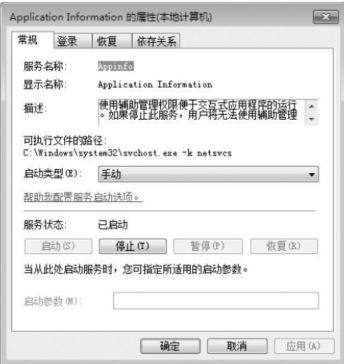 Application Information 的属性(本地计算机)
常规 登录 恢复 依存关系
服务名称: Appinfo
显示名称: Application Information
描述: 使用辅助管理权限便于交互式应用程序的运行
。如果停止此服务，用户将无法使用辅助管理
可执行文件的路径:
C:\Windows\system32\svchost.exe -k netsvcs
启动类型(E): 手动
帮助我配置服务启动选项。
服务状态: 已启动
启动(S) 停止(T) 暂停(P) 恢复(R)
当从此处启动服务时，您可指定所适用的启动参数。
启动参数(M):
确定 取消 应用(A)